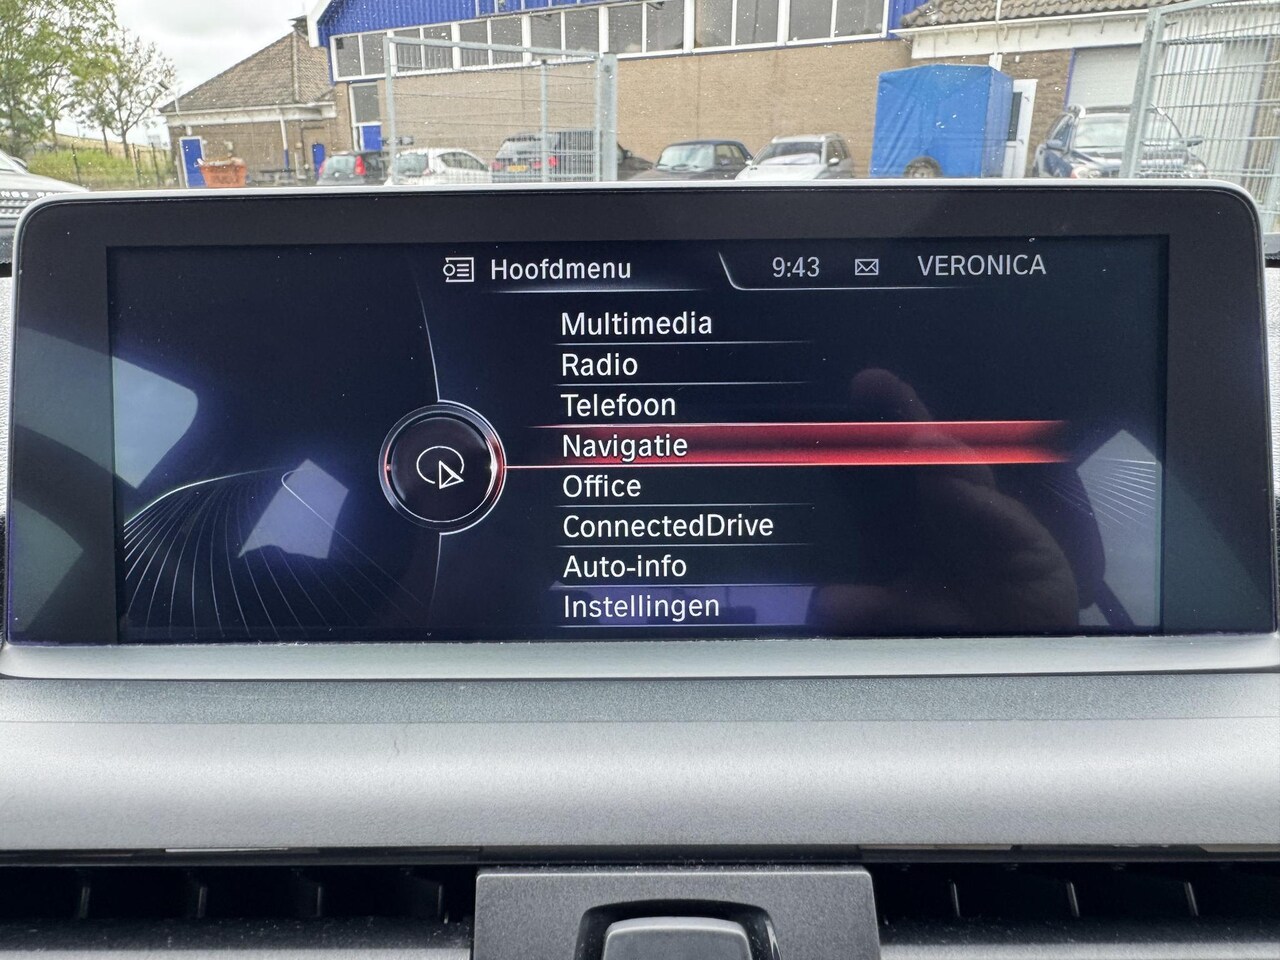 Hoofdmenu 9:43 VERONICA
Multimedia
Radio
Telefoon
Navigatie
Office
ConnectedDrive
Auto-info
Instellingen